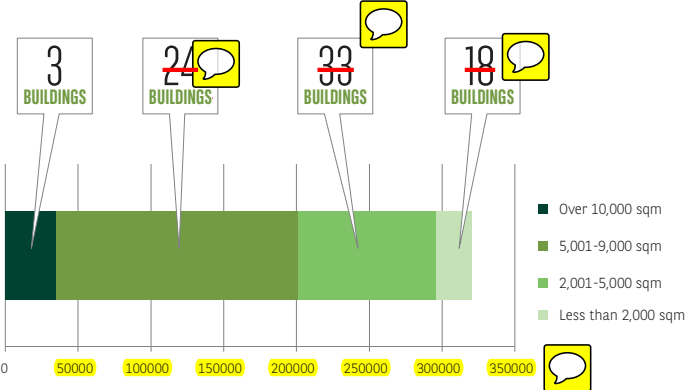 3
BUILDINGS
24
BUILDINGS
33
BUILDINGS
18
BUILDINGS
Over 10,000 sqm
5,001-9,000 sqm
2,001-5,000 sqm
Less than 2,000 sqm
0 50000 100000 150000 200000 250000 300000 350000